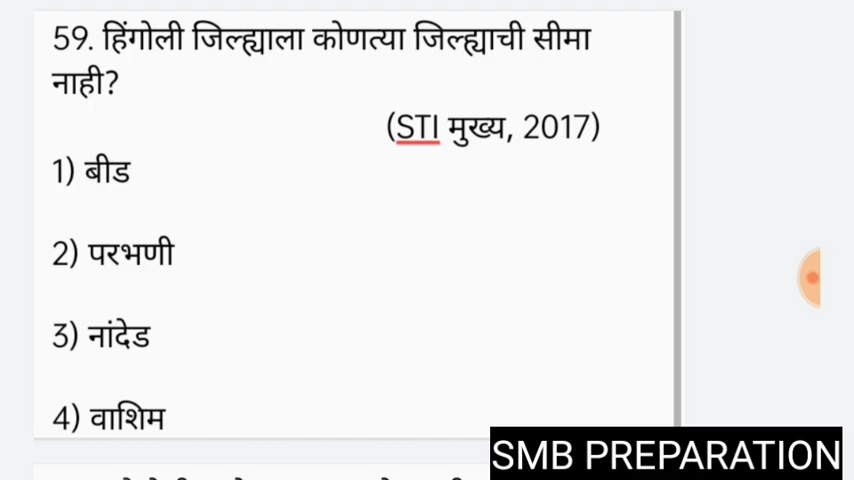 59. हिंगोली जिल्ह्याला कोणत्या जिल्ह्याची सीमा
नाही?
(STI मुख्य, 2017)
1) बीड
2) परभणी
3) नांदेड
4) वाशिम
SMB PREPARATION